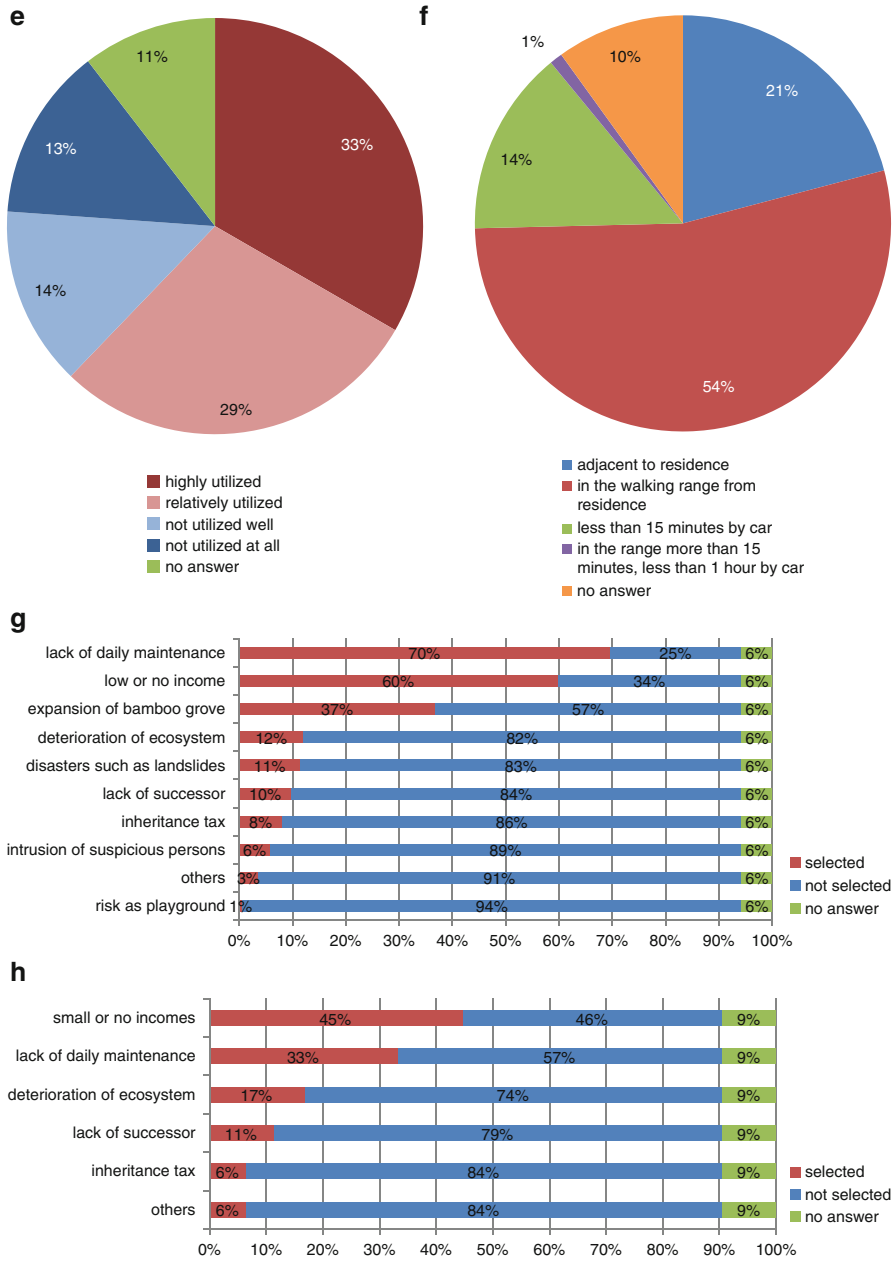 e
11%
33%
13%
14%
29%
highly utilized
relatively utilized
not utilized well
not utilized at all
no answer
f
1%
10%
21%
14%
54%
adjacent to residence
in the walking range from
residence
less than 15 minutes by car
in the range more than 15
minutes, less than 1 hour by car
no answer
g
lack of daily maintenance 70% 25% 6%
low or no income 60% 34% 6%
expansion of bamboo grove 37% 57% 6%
deterioration of ecosystem 12% 82% 6%
disasters such as landslides 11% 83% 6%
lack of successor 10% 84% 6%
inheritance tax 8% 86% 6%
intrusion of suspicious persons 6% 89% 6%
others 3% 91% 6%
risk as playground 1% 94% 6%
0% 10% 20% 30% 40% 50% 60% 70% 80% 90% 100%
selected
not selected
no answer
h
small or no incomes 45% 46% 9%
lack of daily maintenance 33% 57% 9%
deterioration of ecosystem 17% 74% 9%
lack of successor 11% 79% 9%
inheritance tax 6% 84% 9%
others 6% 84% 9%
0% 10% 20% 30% 40% 50% 60% 70% 80% 90% 100%
selected
not selected
no answer